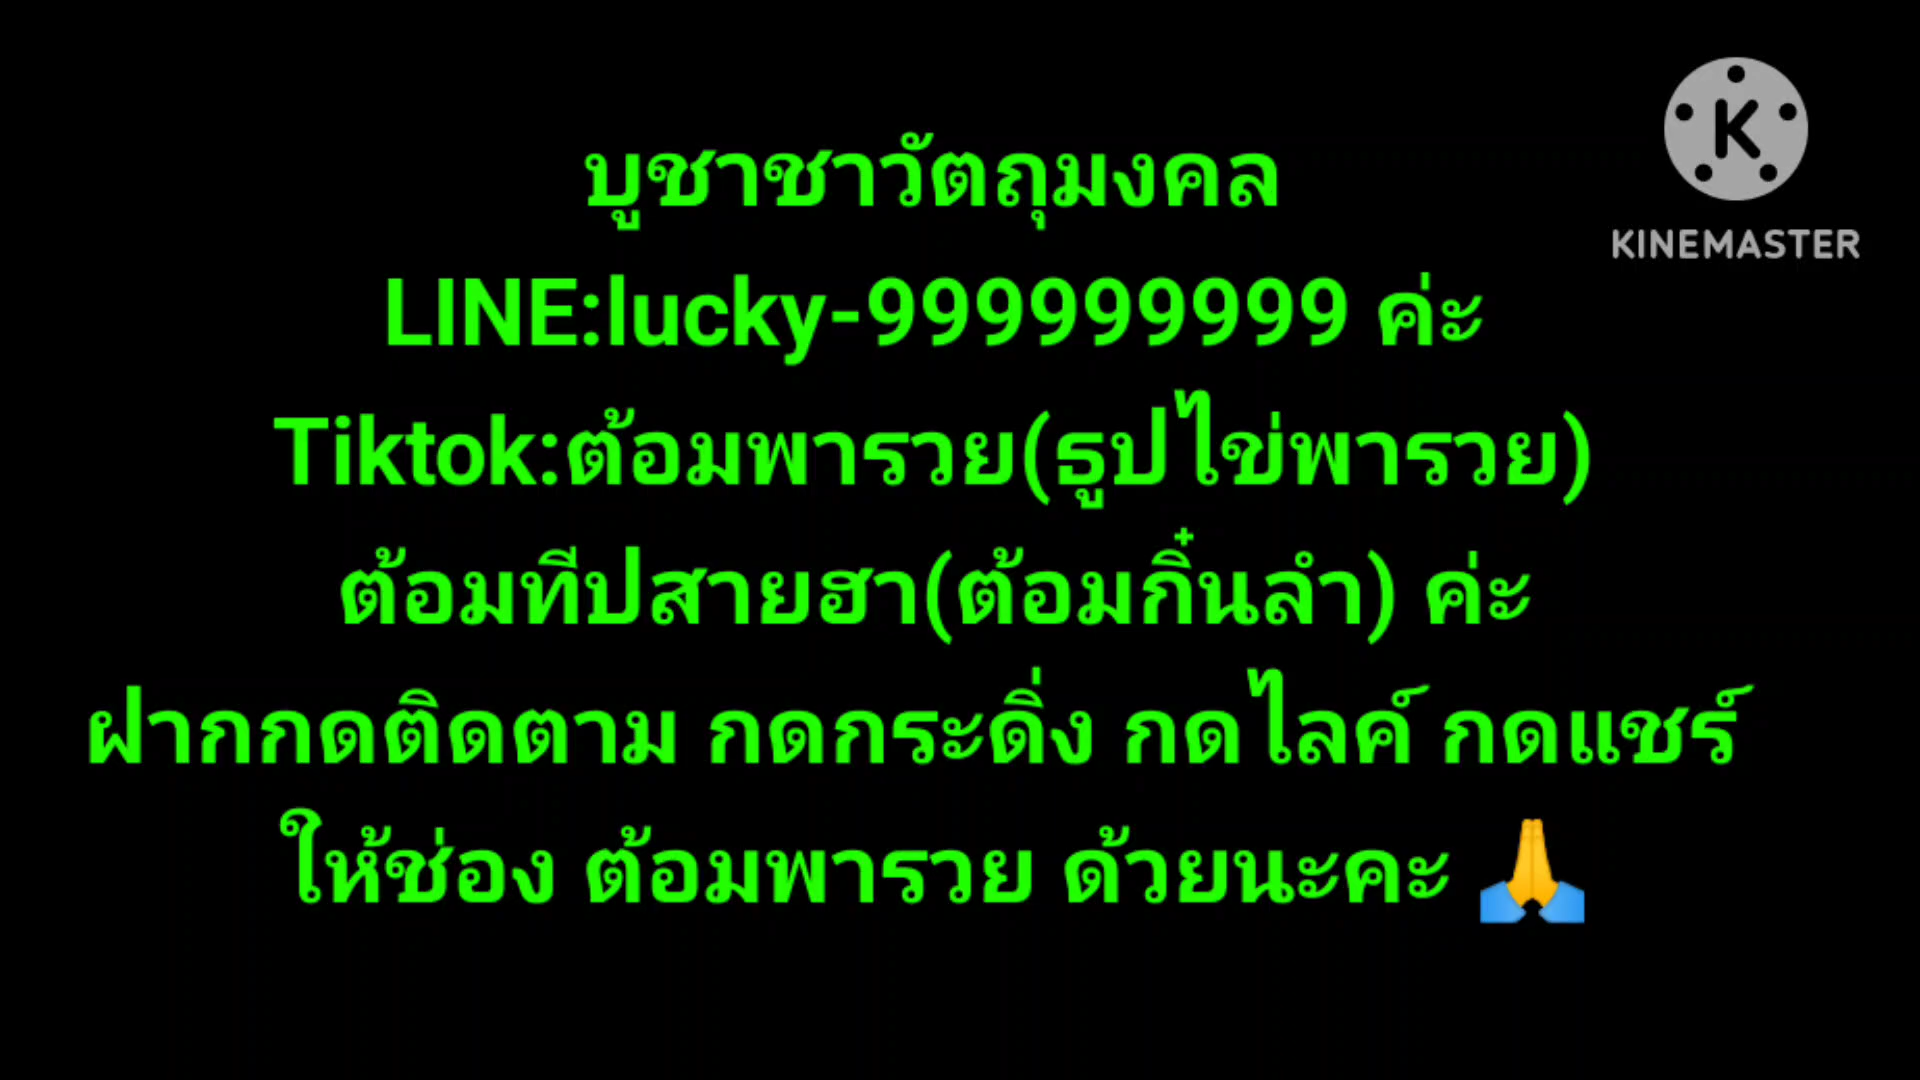 บูชาชาวัตถุมงคล
LINE:lucky-999999999 ค่ะ
Tiktok:ต้อมพารวย(ธูปไข่พารวย)
ต้อมทีปสายฮา(ต้อมกิ๋นลำ) ค่ะ
ฝากกดติดตาม กดกระดิ่ง กดไลค์ กดแชร์
ให้ช่อง ต้อมพารวย ด้วยนะคะ 🙏
K
KINEMASTER